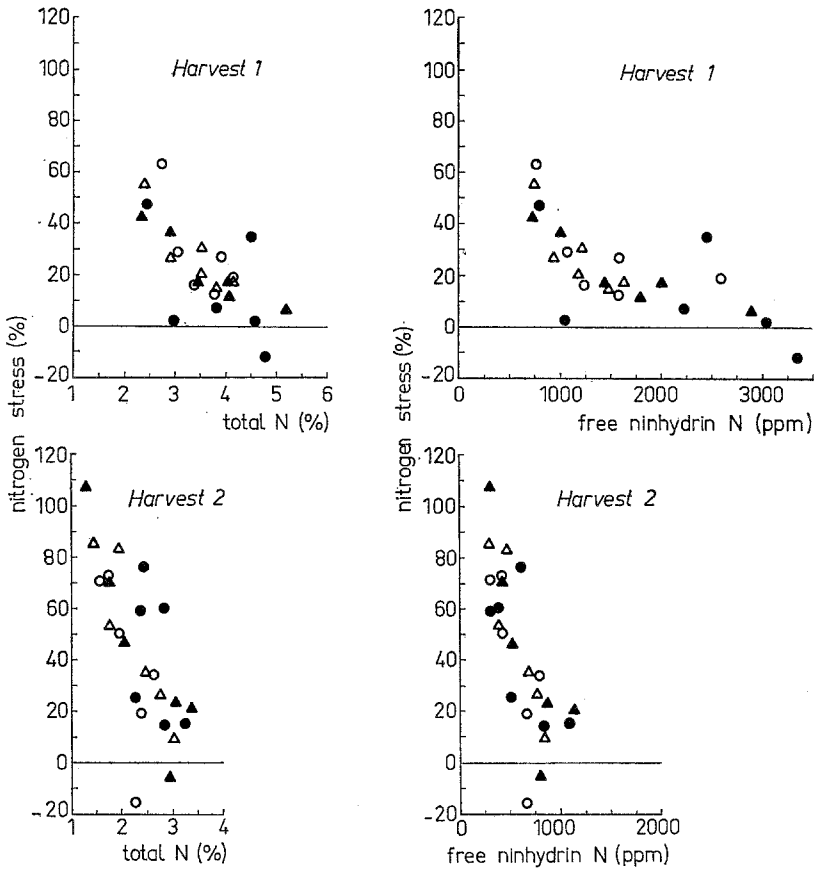 120
100
80
60
40
20
0
-20
Harvest 1
1 2 3 4 5 6
total N (%)
120
100
80
60
40
20
0
-20
Harvest 1
0 1000 2000 3000
free ninhydrin N (ppm)
nitrogen stress (%)
nitrogen stress (%)
120
100
80
60
40
20
0
-20
Harvest 2
1 2 3 4
total N (%)
120
100
80
60
40
20
0
-20
Harvest 2
0 1000 2000
free ninhydrin N (ppm)